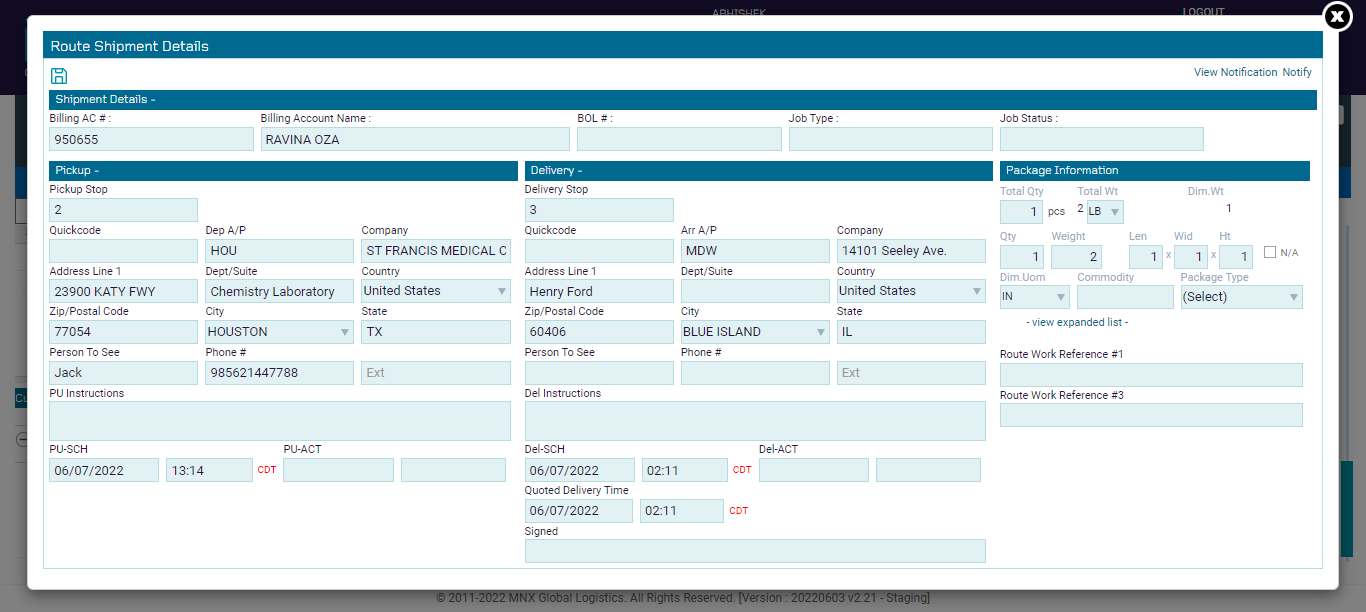 ABHISHEK LOGOUT
X
Route Shipment Details
View Notification Notify
Shipment Details -
Billing AC # : Billing Account Name : BOL # : Job Type : Job Status :
950655 RAVINA OZA
Pickup - Delivery - Package Information
Pickup Stop Delivery Stop Total Qty Total Wt Dim.Wt
2 3 1 pcs 2 LB 1
Quickcode Dep A/P Company Quickcode Arr A/P Company Qty Weight Len Wid Ht
HOU ST FRANCIS MEDICAL C MDW 14101 Seeley Ave. 1 2 1 x 1 x 1 N/A
Address Line 1 Dept/Suite Country Address Line 1 Dept/Suite Country Dim.Uom Commodity Package Type
23900 KATY FWY Chemistry Laboratory United States Henry Ford United States IN (Select)
Zip/Postal Code City State Zip/Postal Code City State
- view expanded list -
77054 HOUSTON TX 60406 BLUE ISLAND IL
Person To See Phone # Person To See Phone # Route Work Reference #1
Jack 985621447788 Ext Ext
PU Instructions Del Instructions Route Work Reference #3
Cu
PU-SCH PU-ACT Del-SCH Del-ACT
06/07/2022 13:14 CDT 06/07/2022 02:11 CDT
Quoted Delivery Time
06/07/2022 02:11 CDT
Signed
© 2011-2022 MNX Global Logistics. All Rights Reserved. [Version : 20220603 v2.21 - Staging]